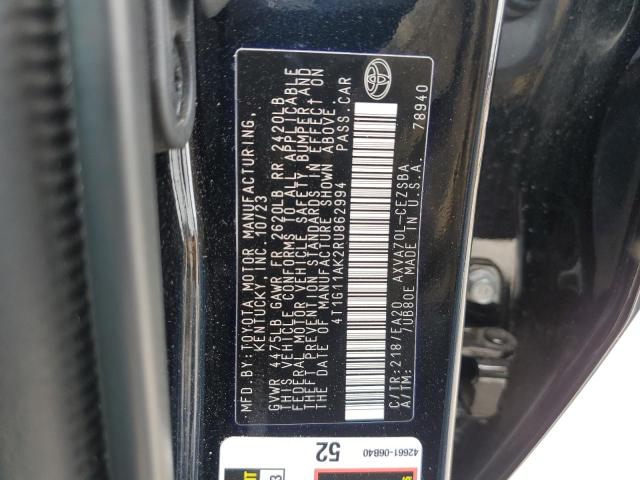 MFD.BY:TOYOTA MOTOR MANUFACTURING,
KENTUCKY, INC. 10/23
GVWR 4475LB GAWR FR 2620LB RR 2420LB
THIS VEHICLE CONFORMS TO ALL APPLICABLE
FEDERAL MOTOR VEHICLE SAFETY, BUMPER, AND
THEFT PREVENTION STANDARDS IN EFFECT ON
THE DATE OF MANUFACTURE SHOWN ABOVE.
4T1G11AK2RU862994 PASS.CAR
C/TR:218/EA20 AXVA70L-CEZSBA
A/TM: 7UB80E MADE IN U.S.A. 78940
52
42661-06B40